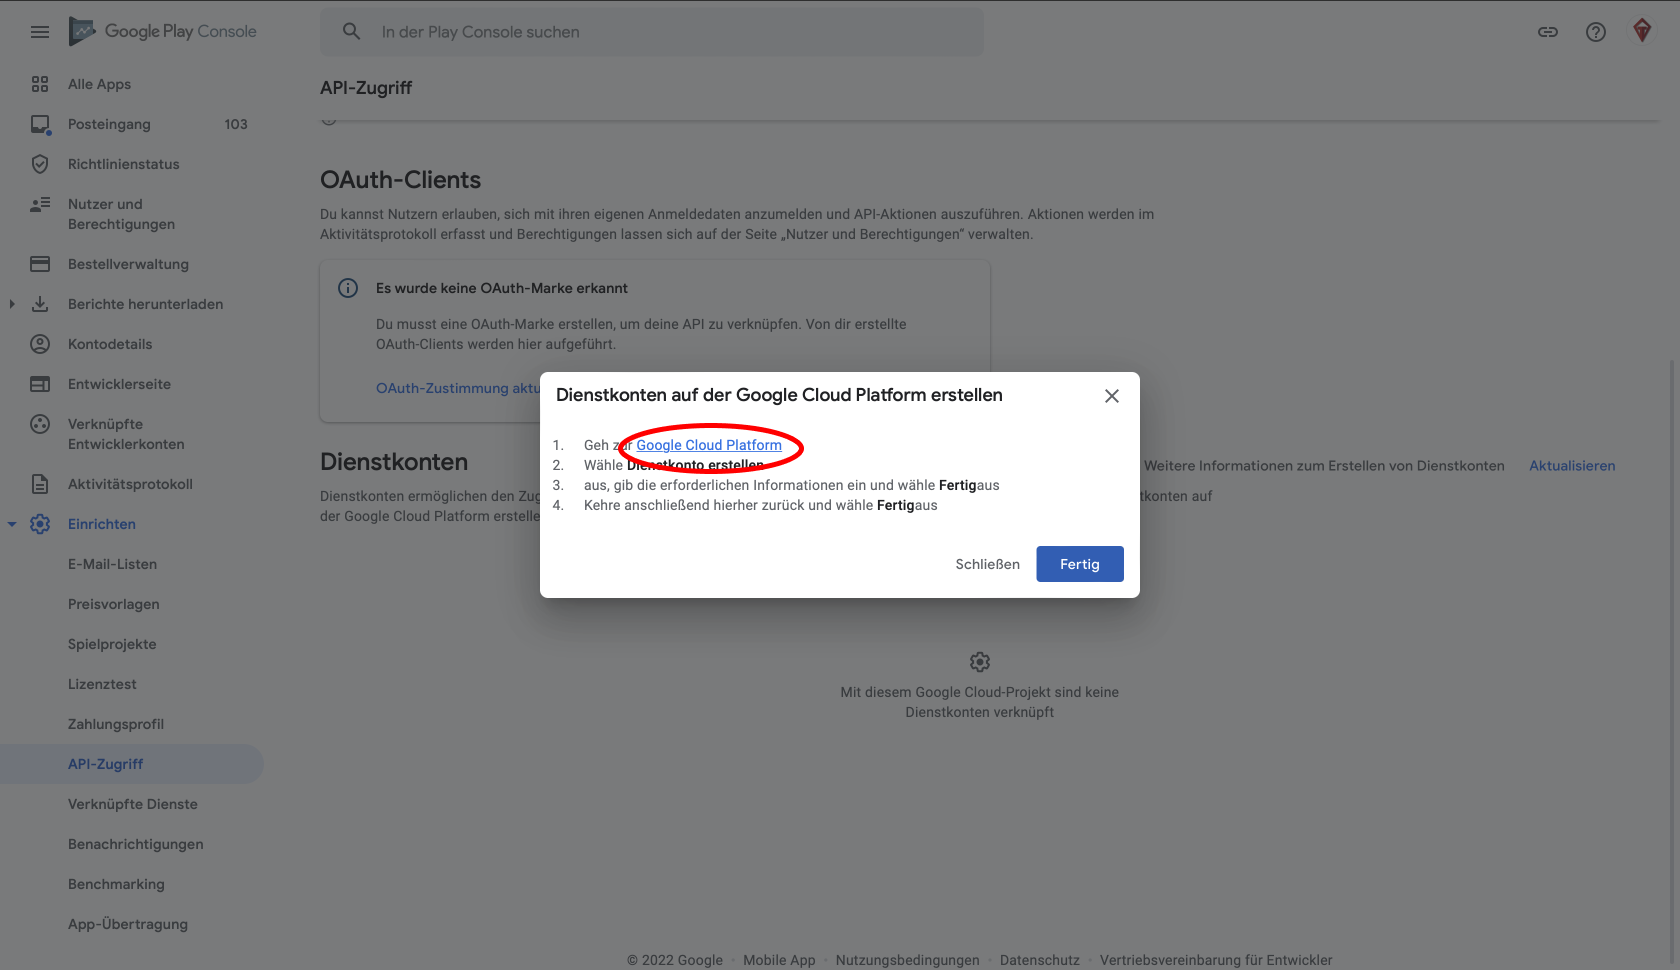 Google Play Console
In der Play Console suchen
API-Zugriff
Alle Apps
Posteingang 103
Richtlinienstatus
Nutzer und
Berechtigungen
Bestellverwaltung
Berichte herunterladen
Kontodetails
Entwicklerseite
Verknüpfte
Entwicklerkonten
Aktivitätsprotokoll
Einrichten
E-Mail-Listen
Preisvorlagen
Spielprojekte
Lizenztest
Zahlungsprofil
API-Zugriff
Verknüpfte Dienste
Benachrichtigungen
Benchmarking
App-Übertragung
OAuth-Clients
Du kannst Nutzern erlauben, sich mit ihren eigenen Anmeldedaten anzumelden und API-Aktionen auszuführen. Aktionen werden im
Aktivitätsprotokoll erfasst und Berechtigungen lassen sich auf der Seite „Nutzer und Berechtigungen“ verwalten.
Es wurde keine OAuth-Marke erkannt
Du musst eine OAuth-Marke erstellen, um deine API zu verknüpfen. Von dir erstellte
OAuth-Clients werden hier aufgeführt.
OAuth-Zustimmung aktu
Dienstkonten
Weitere Informationen zum Erstellen von Dienstkonten Aktualisieren
Dienstkonten ermöglichen den Zug
tkonten auf
der Google Cloud Platform erstelle
Dienstkonten auf der Google Cloud Platform erstellen
1. Geh zur Google Cloud Platform
2. Wähle Dienstkonto erstellen
3. aus, gib die erforderlichen Informationen ein und wähle Fertigaus
4. Kehre anschließend hierher zurück und wähle Fertigaus
Schließen Fertig
Mit diesem Google Cloud-Projekt sind keine
Dienstkonten verknüpft
© 2022 Google · Mobile App · Nutzungsbedingungen · Datenschutz · Vertriebsvereinbarung für Entwickler